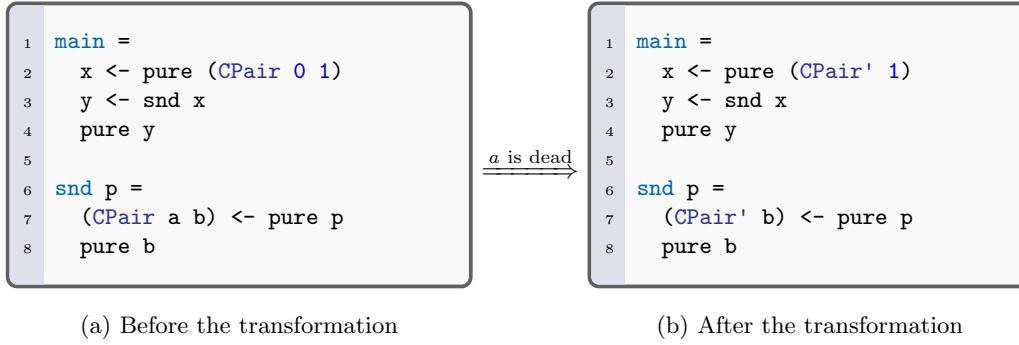 1 main =
2   x <- pure (CPair 0 1)
3   y <- snd x
4   pure y
5
6 snd p =
7   (CPair a b) <- pure p
8   pure b
a is dead
1 main =
2   x <- pure (CPair' 1)
3   y <- snd x
4   pure y
5
6 snd p =
7   (CPair' b) <- pure p
8   pure b
(a) Before the transformation
(b) After the transformation